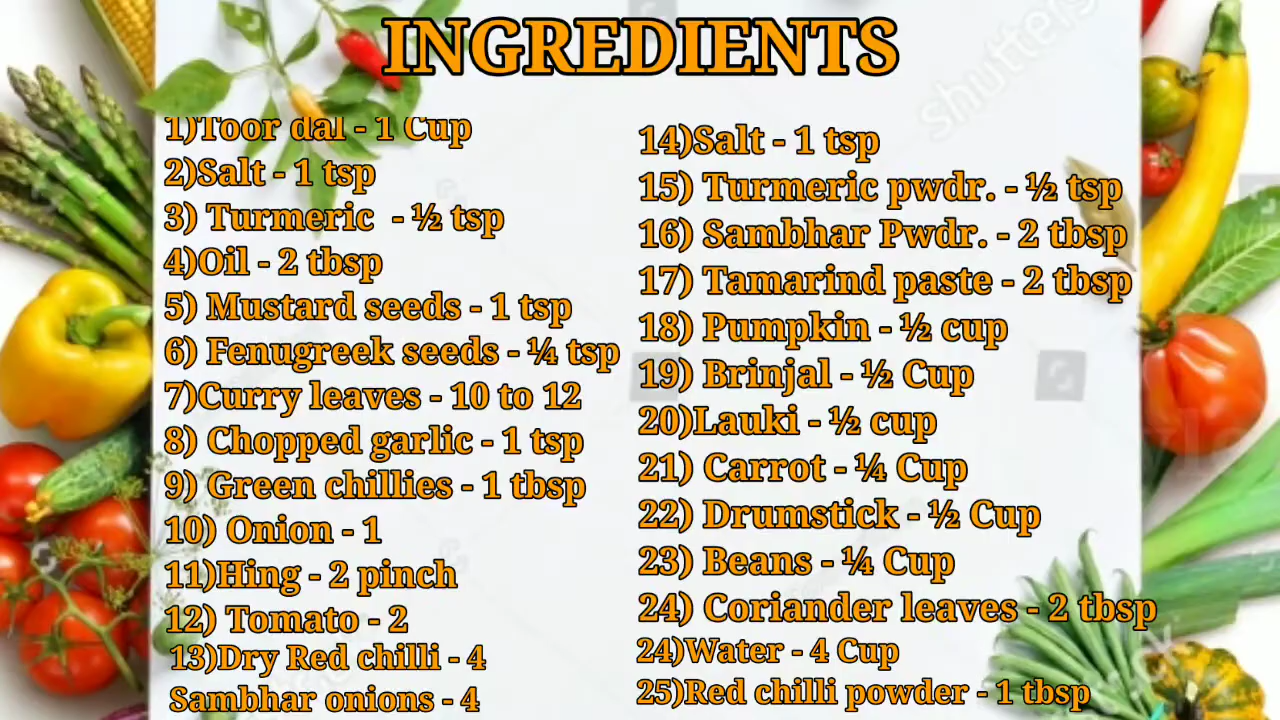 INGREDIENTS
1)Toor dal - 1 Cup
2)Salt - 1 tsp
3) Turmeric - ½ tsp
4)Oil - 2 tbsp
5) Mustard seeds - 1 tsp
6) Fenugreek seeds - ¼ tsp
7)Curry leaves - 10 to 12
8) Chopped garlic - 1 tsp
9) Green chillies - 1 tbsp
10) Onion - 1
11)Hing - 2 pinch
12) Tomato - 2
13)Dry Red chilli - 4
Sambhar onions - 4
14)Salt - 1 tsp
15) Turmeric pwdr. - ½ tsp
16) Sambhar Pwdr. - 2 tbsp
17) Tamarind paste - 2 tbsp
18) Pumpkin - ½ cup
19) Brinjal - ½ Cup
20)Lauki - ½ cup
21) Carrot - ¼ Cup
22) Drumstick - ½ Cup
23) Beans - ¼ Cup
24) Coriander leaves - 2 tbsp
24)Water - 4 Cup
25)Red chilli powder - 1 tbsp
shutters